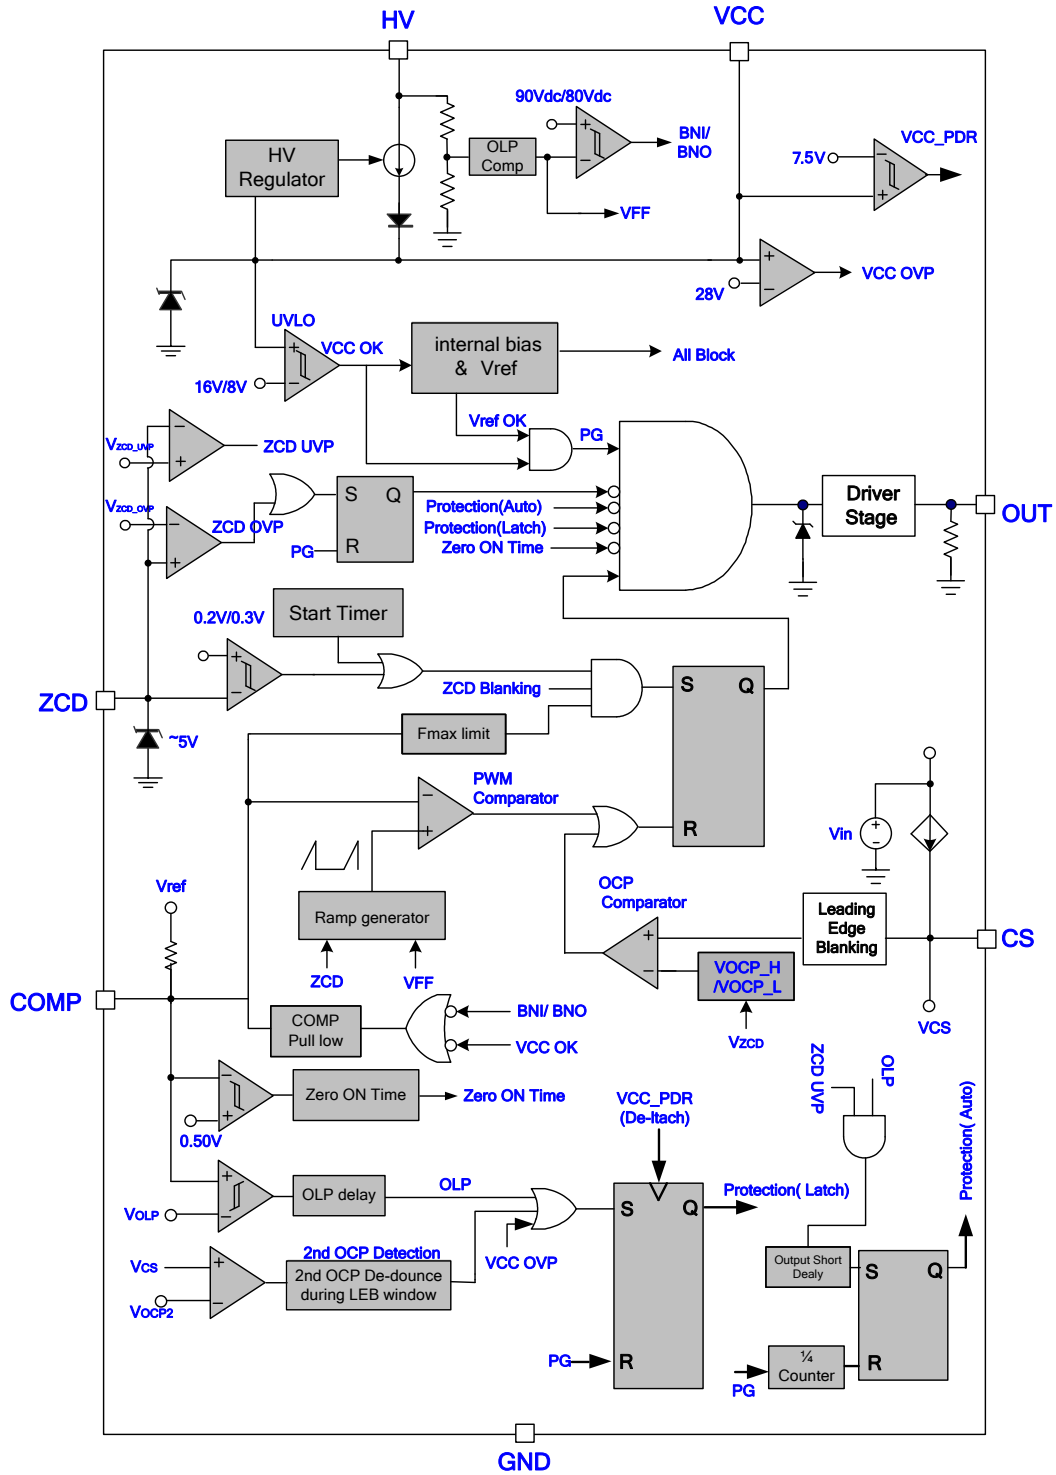 HV
VCC
90Vdc/80Vdc
BNI/
BNO
VCC_PDR
7.5V
HV
Regulator
OLP
Comp
VFF
VCC OVP
28V
UVLO
VCC OK
internal bias
& Vref
All Block
16V/8V
Vref OK
PG
VZCD_UVP
ZCD UVP
VZCD_OVP
ZCD OVP
S
Q
R
PG
Protection(Auto)
Protection(Latch)
Zero ON Time
Driver
Stage
OUT
0.2V/0.3V
Start Timer
ZCD
ZCD Blanking
S
Q
R
~5V
Fmax limit
PWM
Comparator
Vin
Vref
Ramp generator
OCP
Comparator
Leading
Edge
Blanking
CS
ZCD
VFF
VOCP_H
/VOCP_L
COMP
COMP
Pull low
BNI/ BNO
VCC OK
VZCD
VCS
ZCD UVP
OLP
Zero ON Time
Zero ON Time
0.50V
VCC_PDR
(De-ltach)
Protection( Auto)
OLP delay
OLP
VOLP
S
Q
R
Protection( Latch)
VCC OVP
2nd OCP Detection
2nd OCP De-dounce
during LEB window
VCS
VOCP2
Output Short
Dealy
S
Q
R
PG
¼
Counter
PG
GND